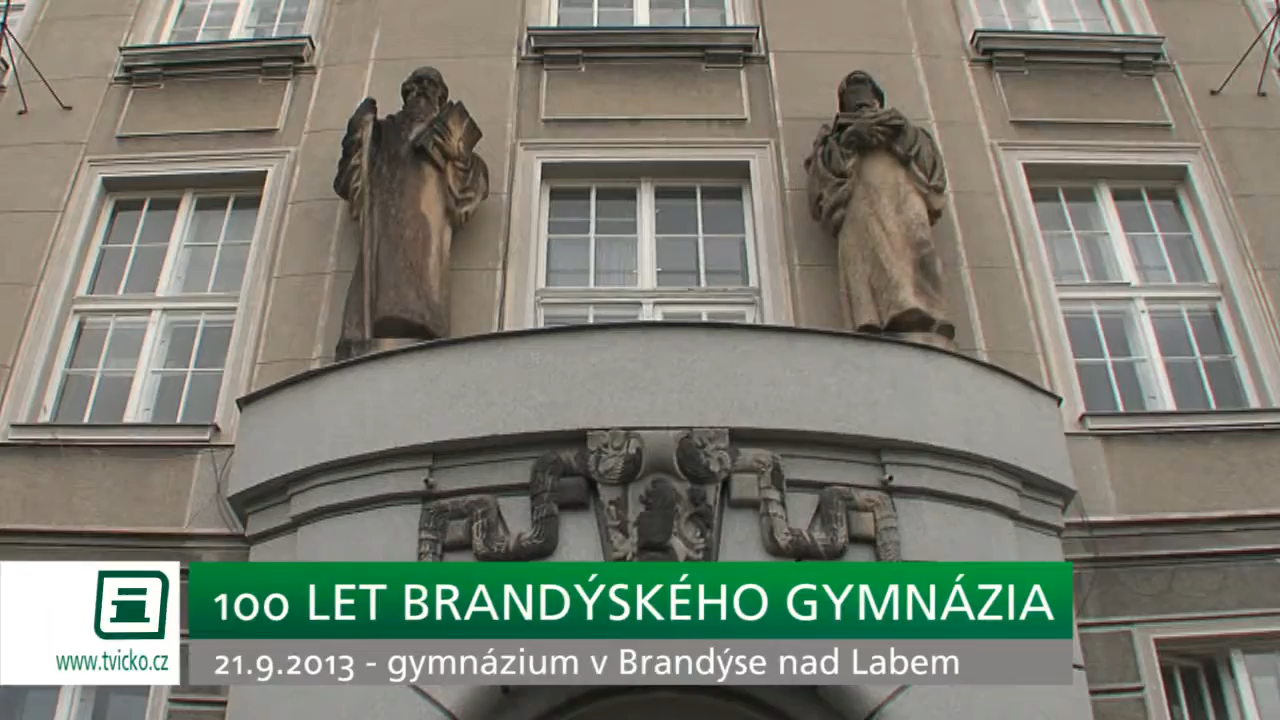 100 LET BRANDÝSKÉHO GYMNÁZIA
www.tvicko.cz
21.9.2013 - gymnázium v Brandýse nad Labem